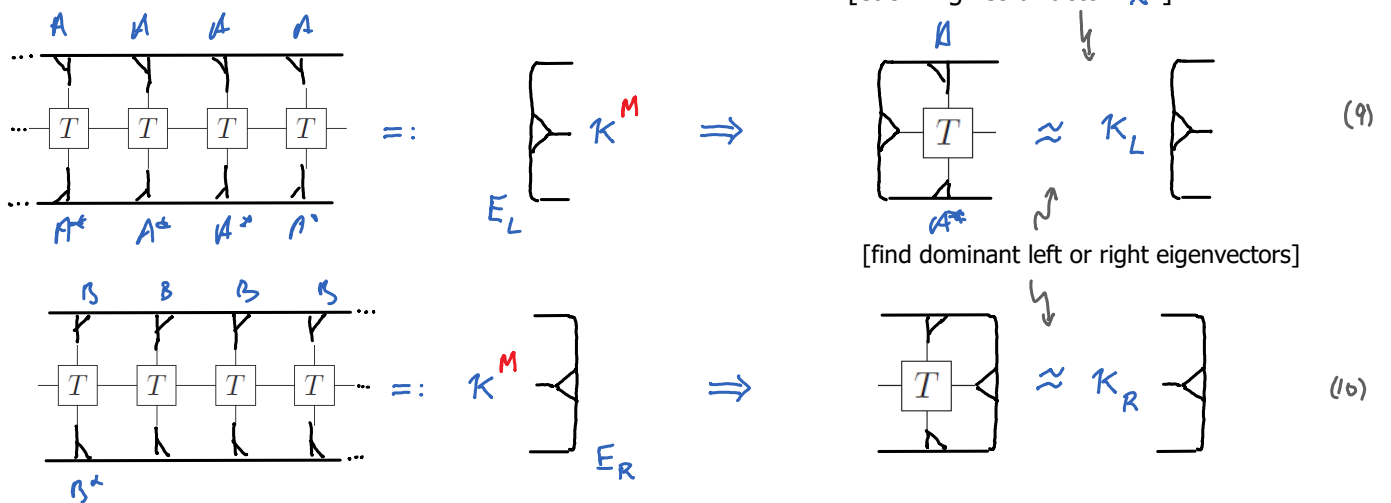 A A A A
A
... T T T T =: K^M ⟹ T ≈ K_L (9)
E_L
A* A* A* A* A*
[find dominant left or right eigenvectors]
B B B B ...
... T T T T =: K^M ⟹ T ≈ K_R (10)
E_R
B*